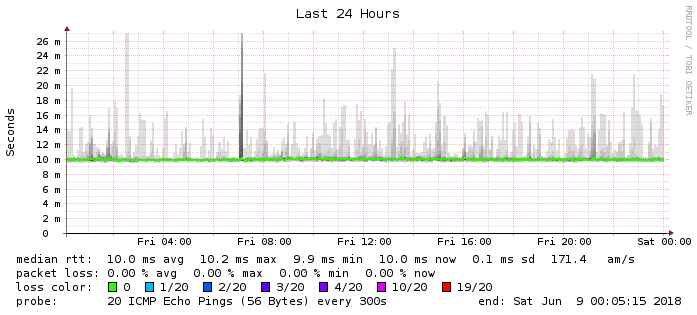 Last 24 Hours
RRDTOOL / TOBI OETIKER
Seconds
26 m
24 m
22 m
20 m
18 m
16 m
14 m
12 m
10 m
8 m
6 m
4 m
2 m
0
Fri 04:00 Fri 08:00 Fri 12:00 Fri 16:00 Fri 20:00 Sat 00:00
median rtt: 10.0 ms avg 10.2 ms max 9.9 ms min 10.0 ms now 0.1 ms sd 171.4 am/s
packet loss: 0.00 % avg 0.00 % max 0.00 % min 0.00 % now
loss color: 0 1/20 2/20 3/20 4/20 10/20 19/20
probe: 20 ICMP Echo Pings (56 Bytes) every 300s end: Sat Jun 9 00:05:15 2018